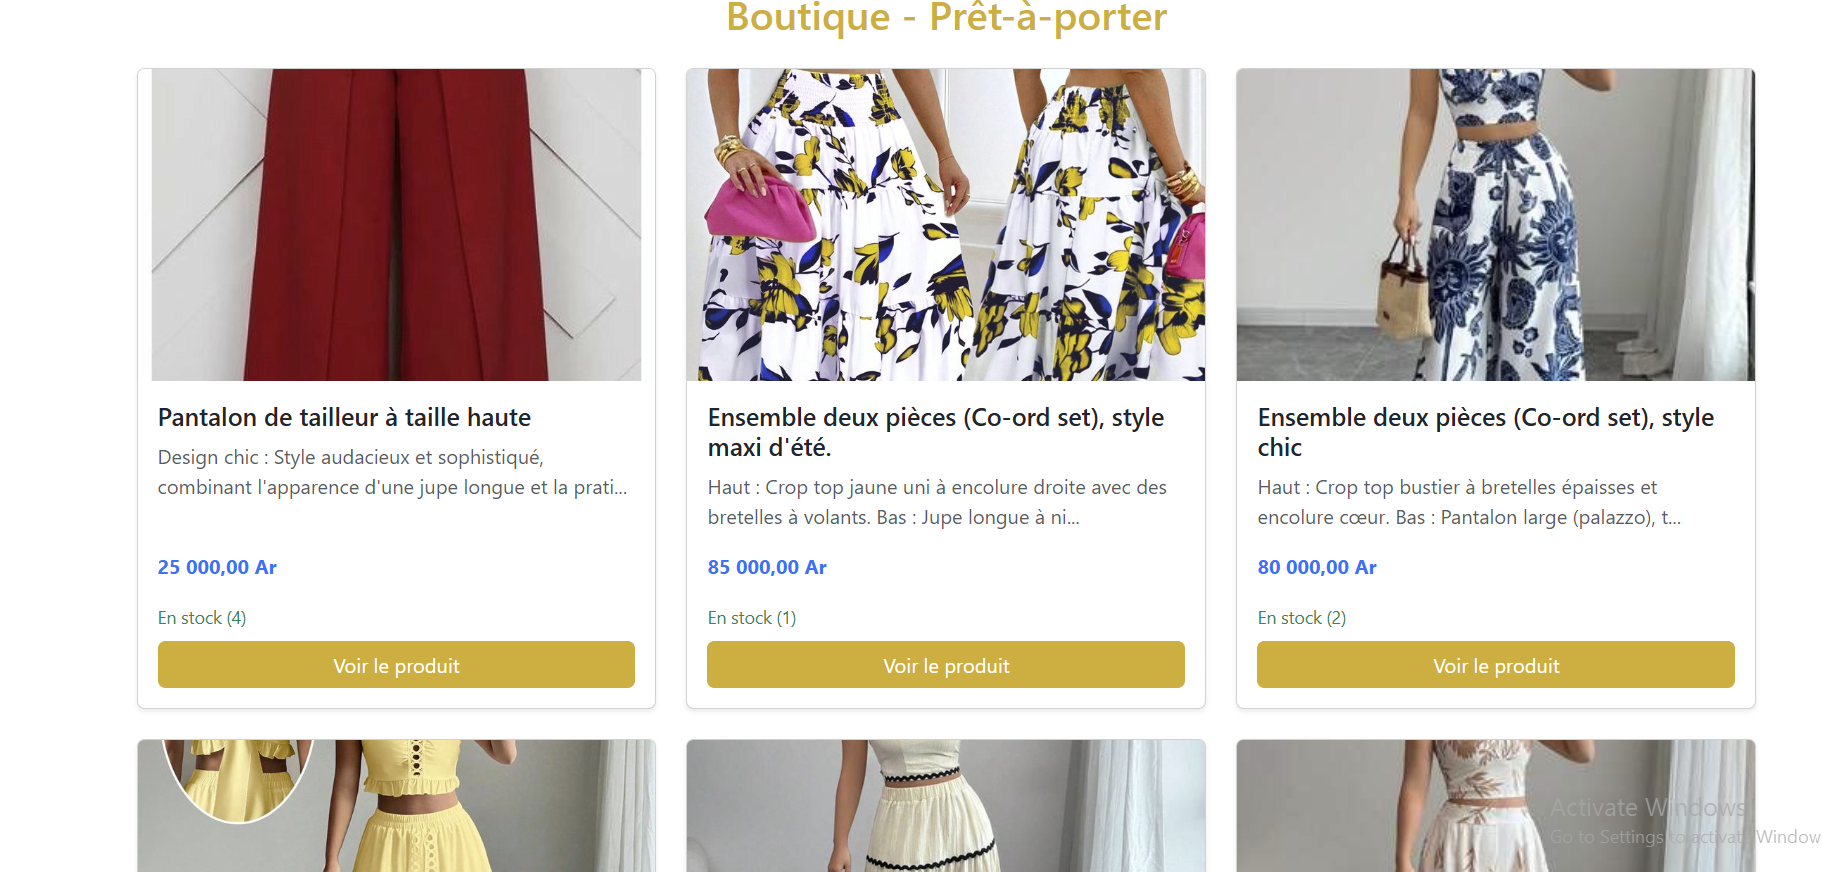 Boutique - Prêt-à-porter
Pantalon de tailleur à taille haute
Design chic : Style audacieux et sophistiqué,
combinant l'apparence d'une jupe longue et la prati...
25 000,00 Ar
En stock (4)
Voir le produit
Ensemble deux pièces (Co-ord set), style
maxi d'été.
Haut : Crop top jaune uni à encolure droite avec des
bretelles à volants. Bas : Jupe longue à ni...
85 000,00 Ar
En stock (1)
Voir le produit
Ensemble deux pièces (Co-ord set), style
chic
Haut : Crop top bustier à bretelles épaisses et
encolure cœur. Bas : Pantalon large (palazzo), t...
80 000,00 Ar
En stock (2)
Voir le produit
Activate Windows
Go to Settings to activate Window